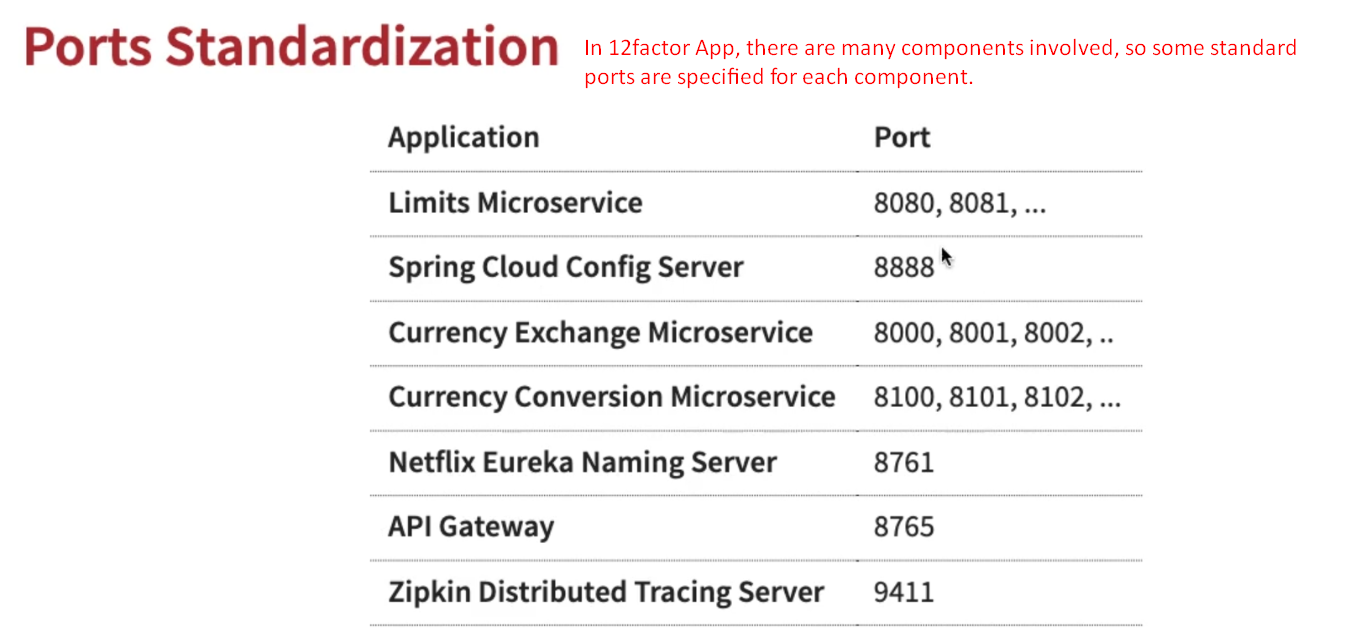 Ports Standardization
In 12factor App, there are many components involved, so some standard
ports are specified for each component.
Application Port
Limits Microservice 8080, 8081, ...
Spring Cloud Config Server 8888
Currency Exchange Microservice 8000, 8001, 8002, ..
Currency Conversion Microservice 8100, 8101, 8102, ...
Netflix Eureka Naming Server 8761
API Gateway 8765
Zipkin Distributed Tracing Server 9411